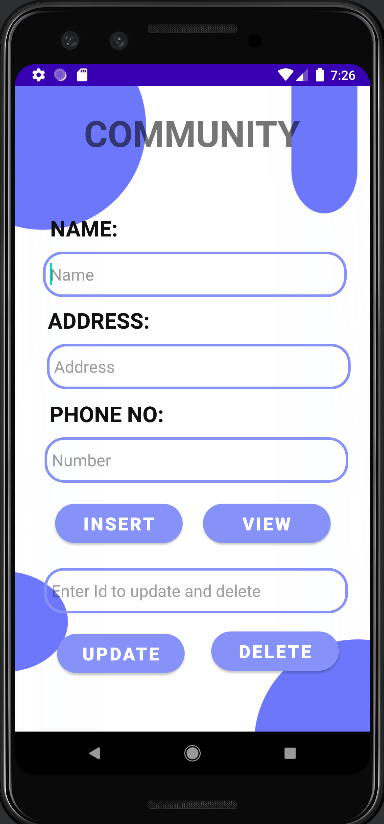 7:26
COMMUNITY
NAME:
Name
ADDRESS:
Address
PHONE NO:
Number
INSERT VIEW
Enter Id to update and delete
UPDATE DELETE